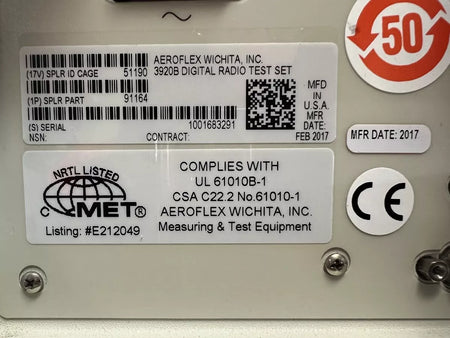 AEROFLEX WICHITA, INC.
(17V) SPLR ID CAGE 51190 3920B DIGITAL RADIO TEST SET
(1P) SPLR PART 91164
MFD
IN
U.S.A.
MFR
DATE:
FEB 2017
(S) SERIAL 1001683291
NSN: CONTRACT:
50
MFR DATE: 2017
NRTL LISTED
C MET®
Listing: #E212049
COMPLIES WITH
UL 61010B-1
CSA C22.2 No.61010-1
AEROFLEX WICHITA, INC.
Measuring & Test Equipment
CE